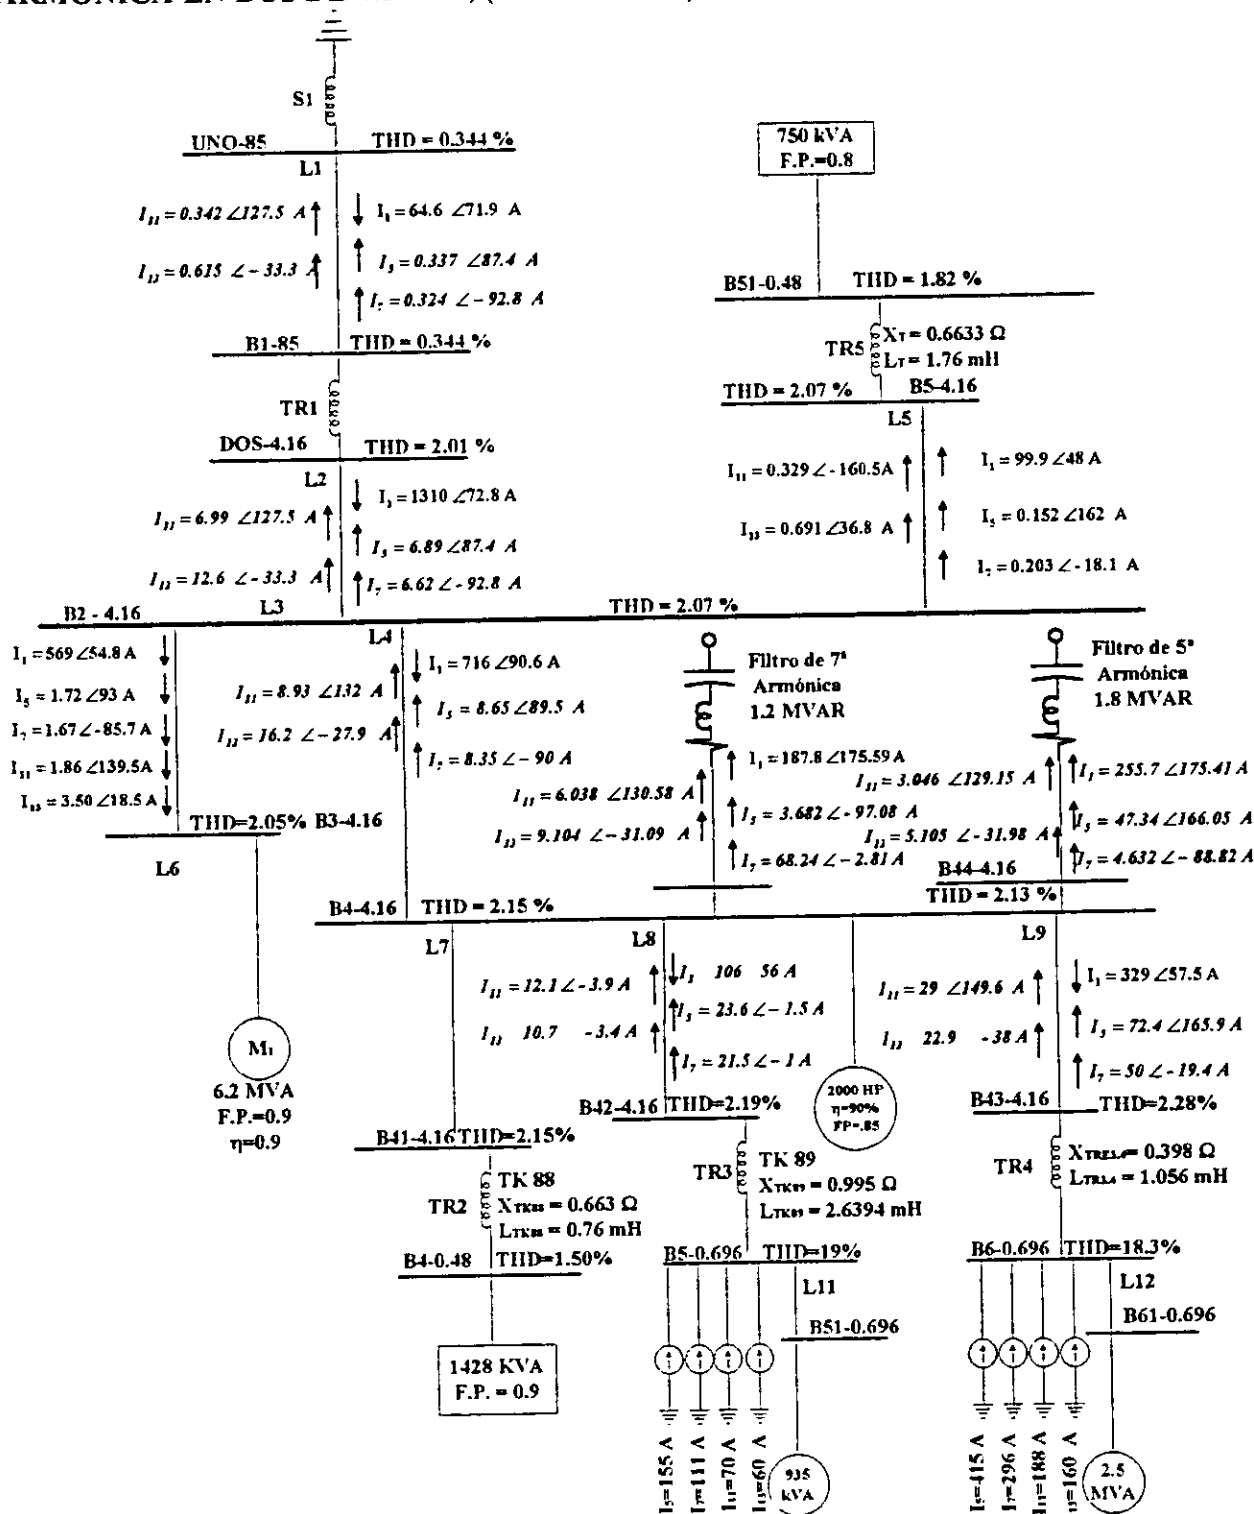 S1
UNO-85 THD = 0.344 %
L1
I₁₁ = 0.342 ∠127.5 A
I₁ = 64.6 ∠71.9 A
I₁₃ = 0.615 ∠ - 33.3 A
I₅ = 0.337 ∠87.4 A
I₇ = 0.324 ∠ - 92.8 A
B1-85 THD = 0.344 %
TR1
DOS-4.16 THD = 2.01 %
L2
I₁ = 1310 ∠72.8 A
I₁₁ = 6.99 ∠127.5 A
I₅ = 6.89 ∠87.4 A
I₁₃ = 12.6 ∠ - 33.3 A
I₇ = 6.62 ∠ - 92.8 A
750 kVA
F.P.=0.8
B51-0.48 THD = 1.82 %
TR5
X_T = 0.6633 Ω
L_T = 1.76 mH
THD = 2.07 % B5-4.16
L5
I₁₁ = 0.329 ∠ - 160.5A
I₁ = 99.9 ∠48 A
I₁₃ = 0.691 ∠36.8 A
I₅ = 0.152 ∠162 A
I₇ = 0.203 ∠ - 18.1 A
B2 - 4.16 L3 THD = 2.07 %
I₁ = 569 ∠54.8 A
I₅ = 1.72 ∠93 A
I₇ = 1.67 ∠-85.7 A
I₁₁ = 1.86 ∠139.5A
I₁₃ = 3.50 ∠18.5 A
THD=2.05% B3-4.16
L6
M₁
6.2 MVA
F.P.=0.9
η=0.9
L4
I₁ = 716 ∠90.6 A
I₁₁ = 8.93 ∠132 A
I₅ = 8.65 ∠89.5 A
I₁₃ = 16.2 ∠ - 27.9 A
I₇ = 8.35 ∠ - 90 A
Filtro de 7ª
Armónica
1.2 MVAR
I₁ = 187.8 ∠175.59 A
I₁₁ = 6.038 ∠130.58 A
I₅ = 3.682 ∠-97.08 A
I₁₃ = 9.104 ∠-31.09 A
I₇ = 68.24 ∠-2.81 A
Filtro de 5ª
Armónica
1.8 MVAR
I₁ = 255.7 ∠175.41 A
I₁₁ = 3.046 ∠129.15 A
I₅ = 47.34 ∠166.05 A
I₁₃ = 5.105 ∠-31.98 A
I₇ = 4.632 ∠- 88.82 A
B44-4.16
THD = 2.13 %
B4-4.16 THD = 2.15 %
L7
L8
L9
I₁₁ = 12.1 ∠ -3.9 A
106 56 A
I₅ = 23.6 ∠ - 1.5 A
I₁₃ 10.7 -3.4 A
I₇ = 21.5 ∠ - 1 A
2000 HP
η=90%
FP=.85
I₁₁ = 29 ∠149.6 A
I₁ = 329 ∠57.5 A
I₁₃ 22.9 -38 A
I₅ = 72.4 ∠165.9 A
I₇ = 50 ∠ -19.4 A
B41-4.16 THD=2.15%
TR2
TK 88
X_TK88 = 0.663 Ω
L_TK88 = 0.76 mH
B4-0.48 THD=1.50%
1428 KVA
F.P. = 0.9
B42-4.16 THD=2.19%
TR3
TK 89
X_TK89 = 0.995 Ω
L_TK89 = 2.6394 mH
B5-0.696 THD=19%
L11
B51-0.696
I₅=155 A
I₇=111 A
I₁₁=70 A
I₁₃=60 A
935
kVA
B43-4.16 THD=2.28%
TR4
= 0.398 Ω
= 1.056 mH
B6-0.696 THD=18.3%
L12
B61-0.696
I₅=415 A
I₇=296 A
I₁₁=188 A
=160 A
2.5
MVA